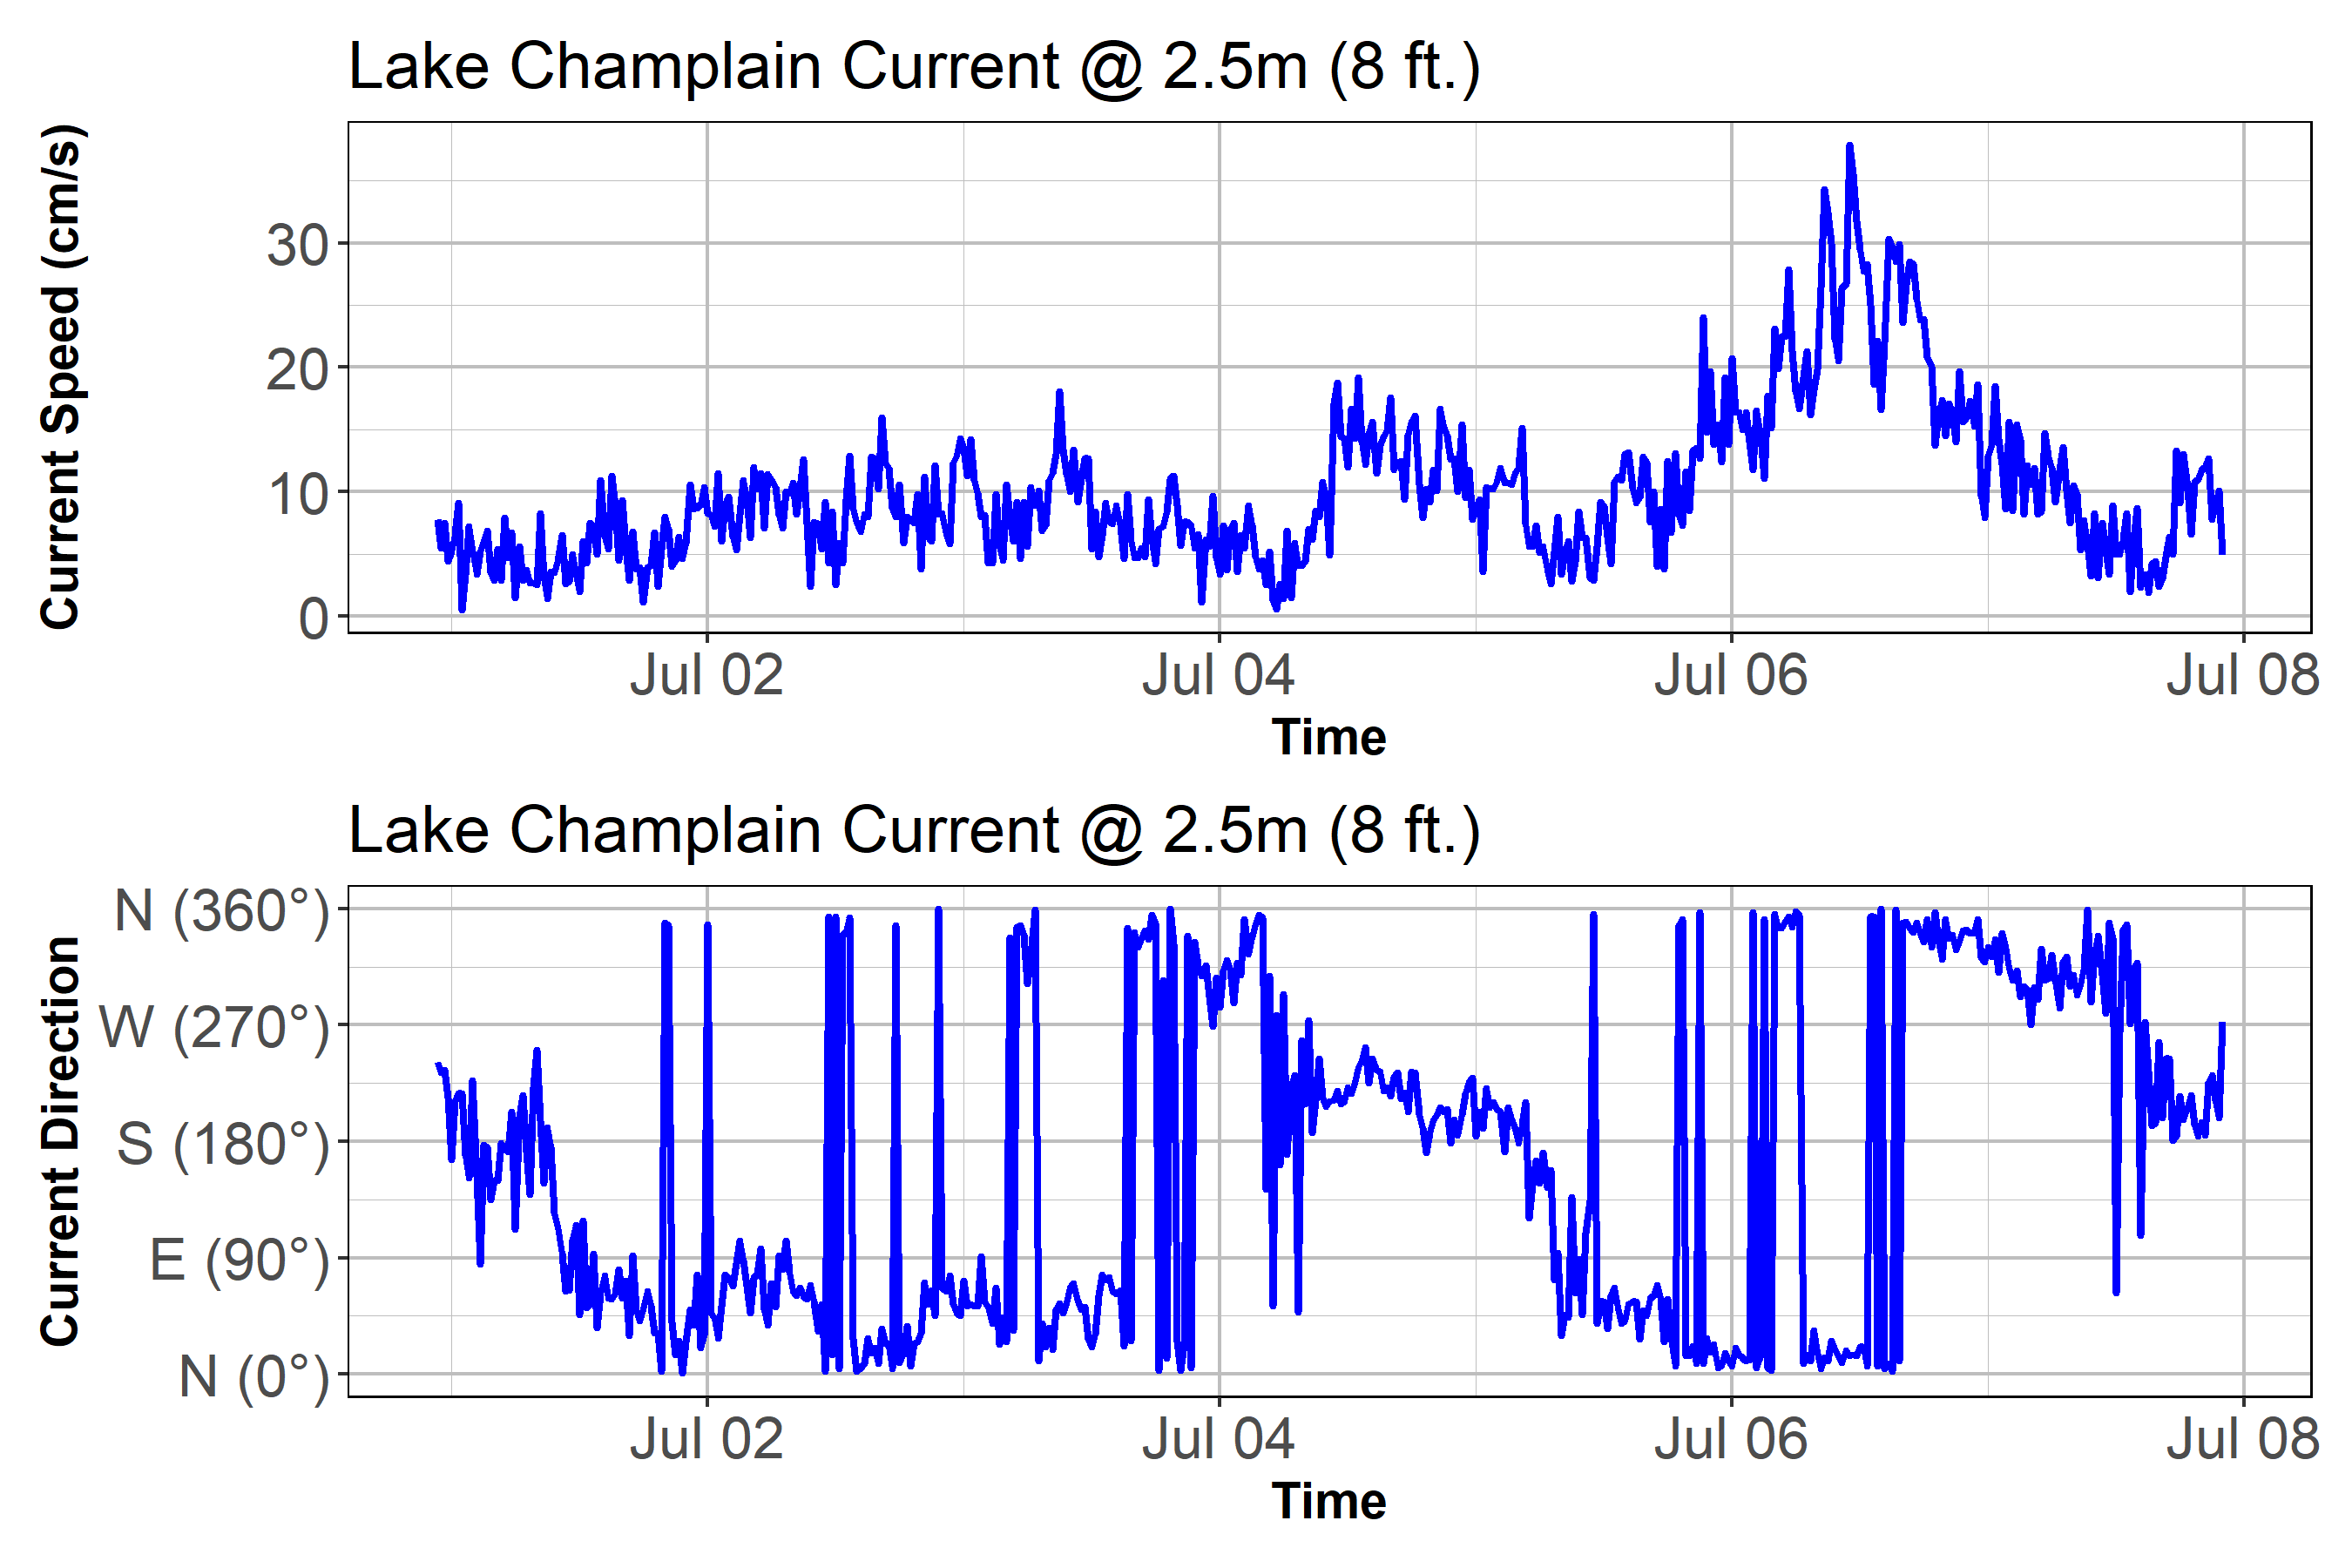 Lake Champlain Current @ 2.5m (8 ft.)
Current Speed (cm/s)
30
20
10
0
Jul 02 Jul 04 Jul 06 Jul 08
Time
Lake Champlain Current @ 2.5m (8 ft.)
Current Direction
N (360°)
W (270°)
S (180°)
E (90°)
N (0°)
Jul 02 Jul 04 Jul 06 Jul 08
Time